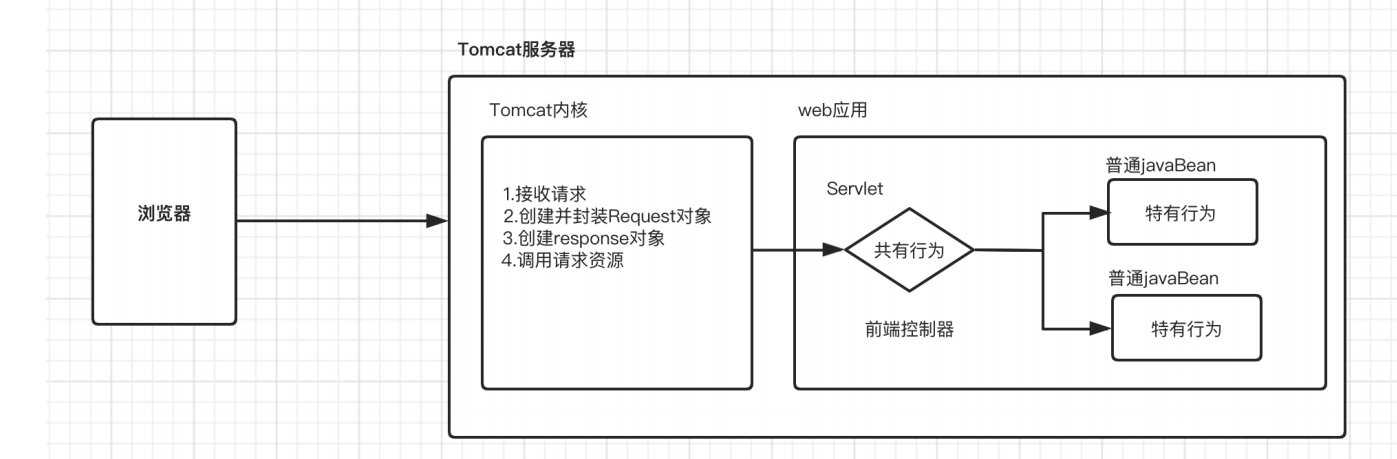 Tomcat服务器
Tomcat内核
web应用
浏览器
1.接收请求
2.创建并封装Request对象
3.创建response对象
4.调用请求资源
Servlet
共有行为
前端控制器
普通javaBean
特有行为
普通javaBean
特有行为